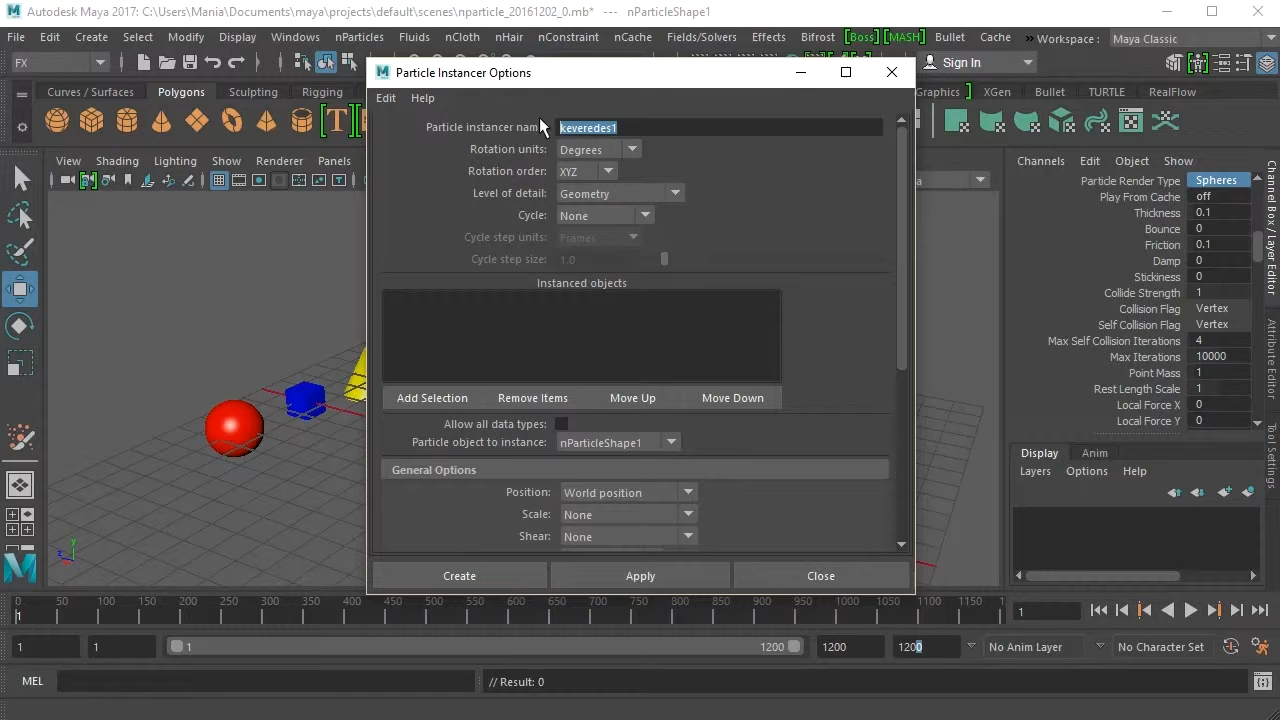 Autodesk Maya 2017: C:\Users\Mania\Documents\maya\projects\default\scenes\nparticle_20161202_0.mb* --- nParticleShape1
File Edit Create Select Modify Display Windows nParticles Fluids nCloth nHair nConstraint nCache Fields/Solvers Effects Bifrost [Boss] [MASH] Bullet Cache » Workspace : Maya Classic
FX
Sign In
Curves / Surfaces Polygons Sculpting Rigging
Graphics XGen Bullet TURTLE RealFlow
View Shading Lighting Show Renderer Panels
Particle Instancer Options
Edit Help
Particle instancer name: keveredes1
Rotation units: Degrees
Rotation order: XYZ
Level of detail: Geometry
Cycle: None
Cycle step units: Frames
Cycle step size: 1.0
Instanced objects
Add Selection Remove Items Move Up Move Down
Allow all data types:
Particle object to instance: nParticleShape1
General Options
Position: World position
Scale: None
Shear: None
Create Apply Close
Channels Edit Object Show
Particle Render Type Spheres
Play From Cache off
Thickness 0.1
Bounce 0
Friction 0.1
Damp 0
Stickiness 0
Collide Strength 1
Collision Flag Vertex
Self Collision Flag Vertex
Max Self Collision Iterations 4
Max Iterations 10000
Point Mass 1
Rest Length Scale 1
Local Force X 0
Local Force Y 0
Display Anim
Layers Options Help
Channel Box / Layer Editor
Attribute Editor
Tool Settings
0 50 100 150 200 250 300 350 400 450 500 550 600 650 700 750 800 850 900 950 1000 1050 1100 1150 1
1
1
1 1 1 1200 1200 1200 No Anim Layer No Character Set
MEL // Result: 0